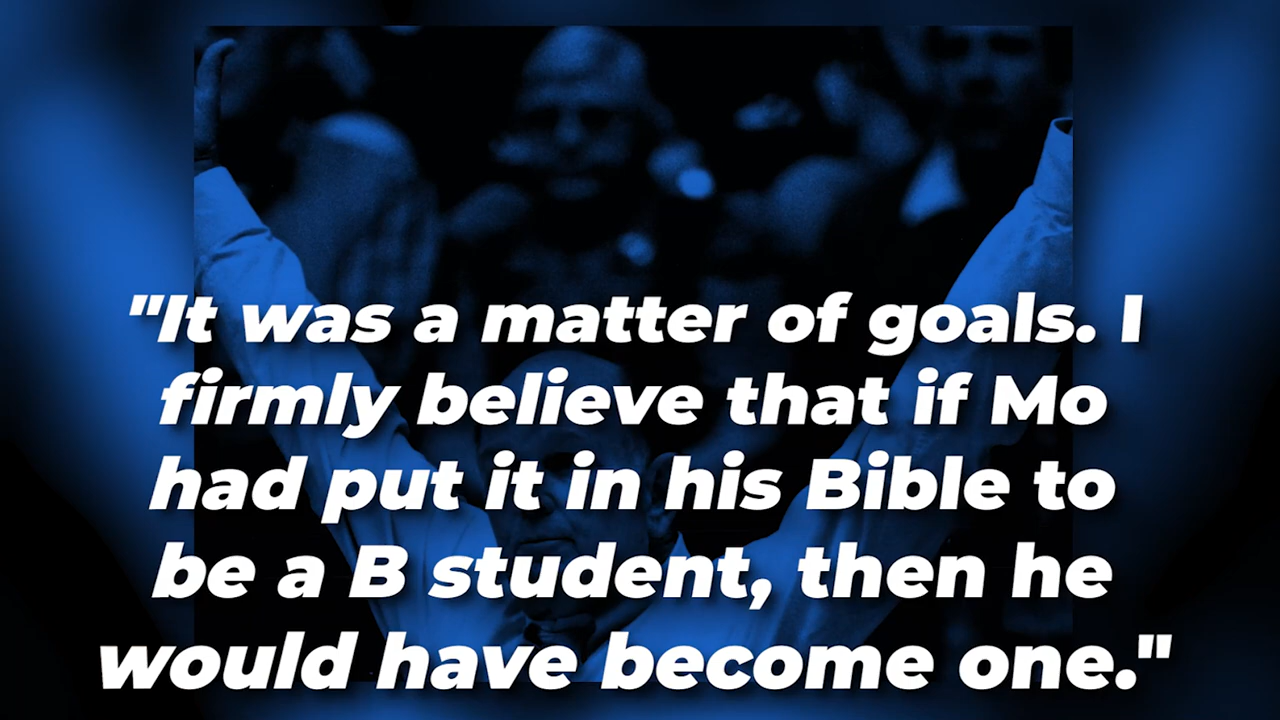 "It was a matter of goals. I
firmly believe that if Mo
had put it in his Bible to
be a B student, then he
would have become one."